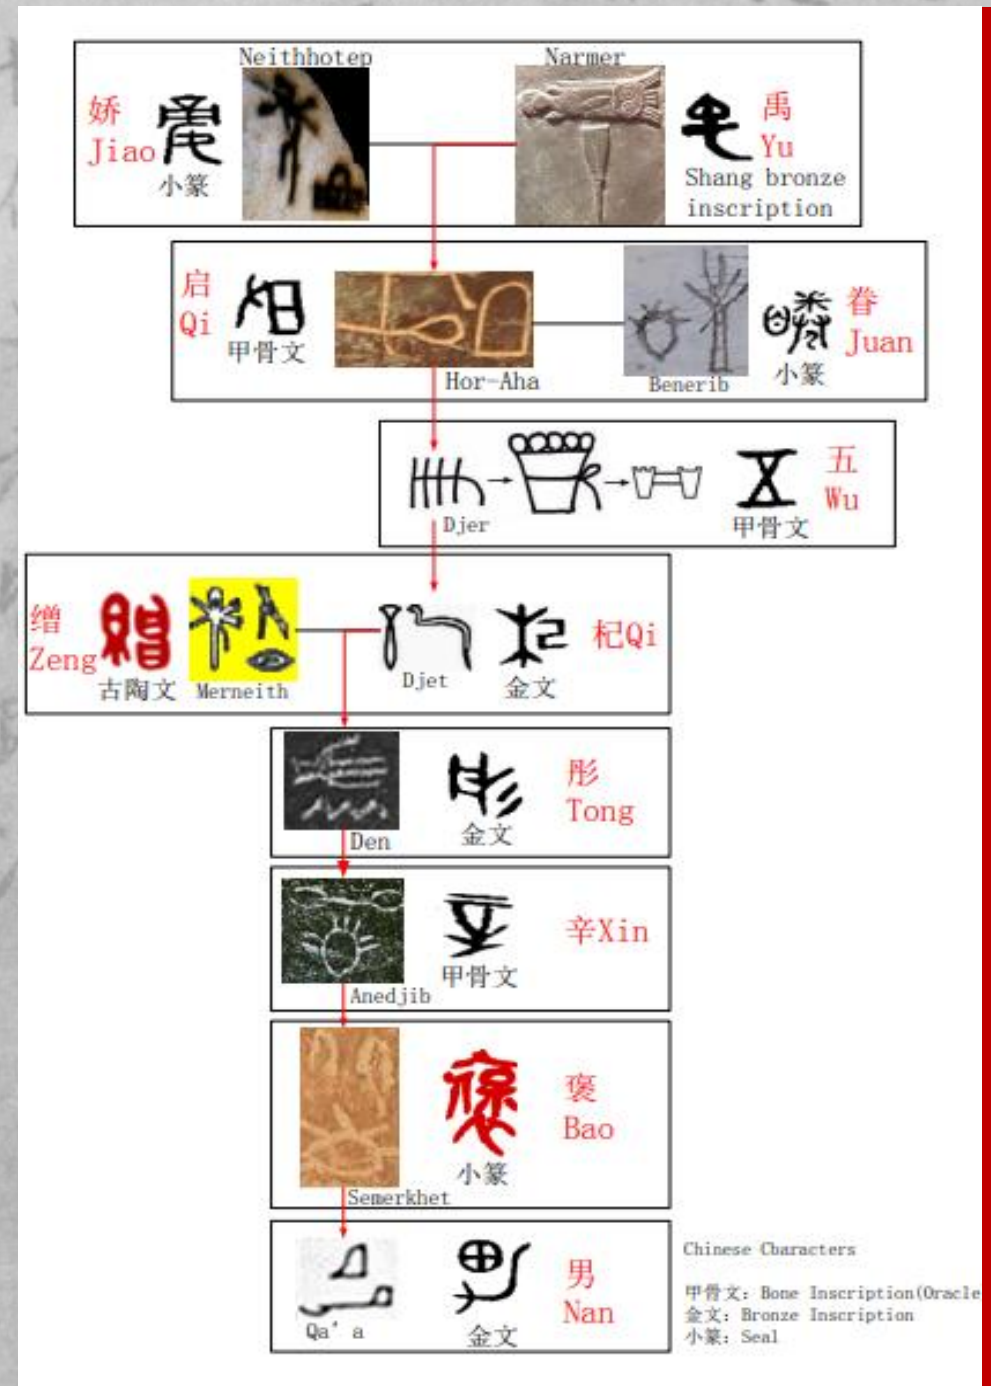 Neithhotep
Narmer
娇
Jiao
小篆
禹
Yu
Shang bronze
inscription
启
Qi
甲骨文
Hor-Aha
Benerib
小篆
眷
Juan
Djer
甲骨文
五
Wu
缯
Zeng
古陶文
Merneith
Djet
金文
杞Qi
Den
金文
彤
Tong
Anedjib
甲骨文
辛Xin
Semerkhet
小篆
褒
Bao
Qa'a
金文
男
Nan
Chinese Characters
甲骨文: Bone Inscription(Oracle
金文: Bronze Inscription
小篆: Seal